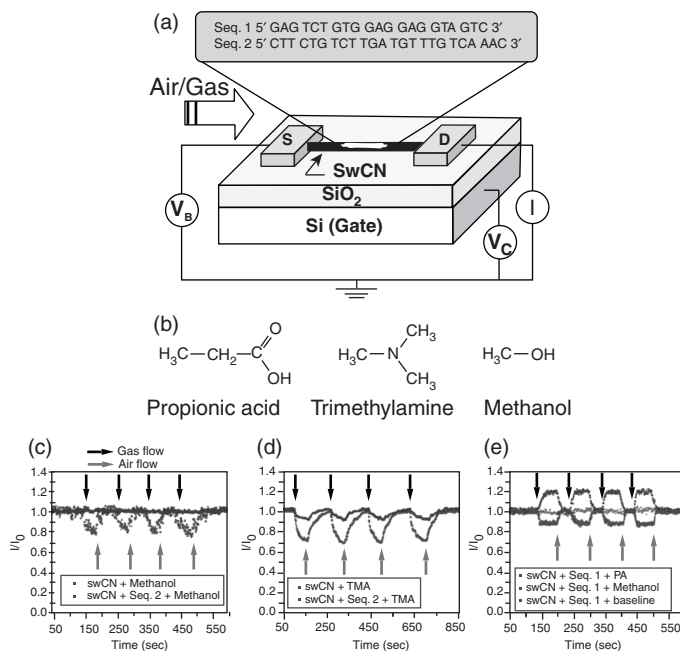 (a)
Seq. 1 5′ GAG TCT GTG GAG GAG GTA GTC 3′
Seq. 2 5′ CTT CTG TCT TGA TGT TTG TCA AAC 3′
Air/Gas
S
D
SwCN
SiO₂
Si (Gate)
V_B
V_C
I
(b)
H₃C—CH₂—C
O
OH
H₃C—N
CH₃
CH₃
H₃C—OH
Propionic acid
Trimethylamine
Methanol
(c)
Gas flow
Air flow
I/I₀
1.4
1.2
1.0
0.8
0.6
0.4
0.2
0.0
swCN + Methanol
swCN + Seq. 2 + Methanol
50 150 250 350 450 550
Time (sec)
(d)
I/I₀
1.4
1.2
1.0
0.8
0.6
0.4
0.2
0.0
swCN + TMA
swCN + Seq. 2 + TMA
50 250 450 650 850
Time (sec)
(e)
I/I₀
1.4
1.2
1.0
0.8
0.6
0.4
0.2
0.0
swCN + Seq. 1 + PA
swCN + Seq. 1 + Methanol
swCN + Seq. 1 + baseline
50 150 250 350 450 550
Time (sec)